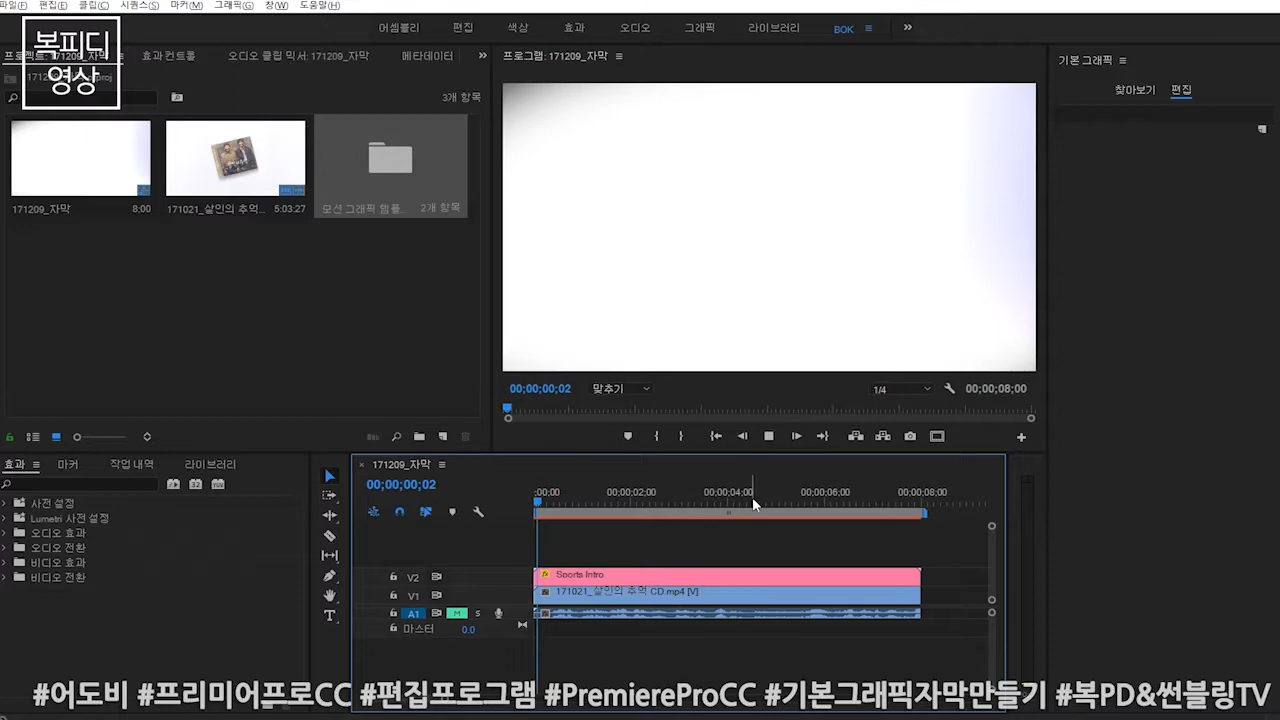 파일(F) 편집(E) 클립(C) 시퀀스(S) 마커(M) 그래픽(G) 창(W) 도움말(H)
어셈블리 편집 색상 효과 오디오 그래픽 라이브러리 BOK
복피디
영상
프로젝트: 171209_자막 효과 컨트롤 오디오 클립 믹서: 171209_자막 메타데이터
프로그램: 171209_자막
기본 그래픽
찾아보기 편집
3개 항목
171209_자막 8:00
171021_살인의 추억... 5:03:27
모션 그래픽 템플... 2개 항목
00;00;00;02 맞추기 1/4 00;00;08;00
효과 마커 작업 내역 라이브러리
사전 설정
Lumetri 사전 설정
오디오 효과
오디오 전환
비디오 효과
비디오 전환
171209_자막
00;00;00;02
;00;00 00;00;02;00 00;00;04;00 00;00;06;00 00;00;08;00
V2 Sports Intro
V1 171021_살인의 추억 CD.mp4 [V]
A1 M S
마스터 0.0
#어도비 #프리미어프로CC #편집프로그램 #PremiereProCC #기본그래픽자막만들기 #복PD&썬블링TV